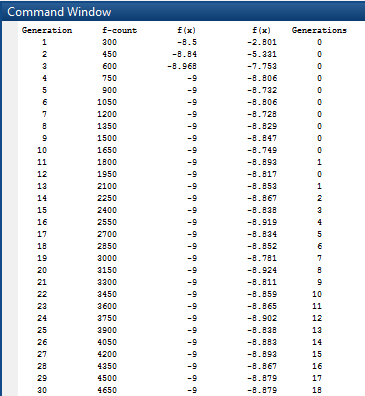 Command Window
Generation f-count f(x) f(x) Generations
1 300 -8.5 -2.801 0
2 450 -8.84 -5.331 0
3 600 -8.968 -7.753 0
4 750 -9 -8.806 0
5 900 -9 -8.732 0
6 1050 -9 -8.806 0
7 1200 -9 -8.728 0
8 1350 -9 -8.829 0
9 1500 -9 -8.847 0
10 1650 -9 -8.749 0
11 1800 -9 -8.893 1
12 1950 -9 -8.817 0
13 2100 -9 -8.853 1
14 2250 -9 -8.867 2
15 2400 -9 -8.838 3
16 2550 -9 -8.919 4
17 2700 -9 -8.834 5
18 2850 -9 -8.852 6
19 3000 -9 -8.781 7
20 3150 -9 -8.924 8
21 3300 -9 -8.811 9
22 3450 -9 -8.859 10
23 3600 -9 -8.865 11
24 3750 -9 -8.902 12
25 3900 -9 -8.838 13
26 4050 -9 -8.883 14
27 4200 -9 -8.893 15
28 4350 -9 -8.867 16
29 4500 -9 -8.879 17
30 4650 -9 -8.879 18